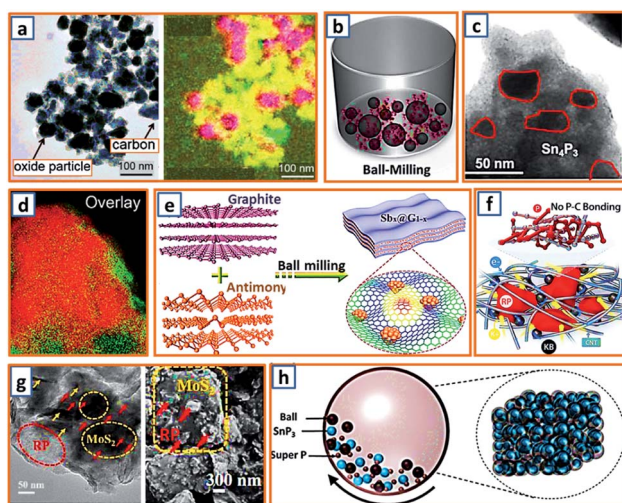 a
oxide particle
carbon
100 nm
100 nm
b
Ball-Milling
c
Sn₄P₃
50 nm
d
Overlay
e
Graphite
+
Antimony
Ball milling
Sbₓ@G₁₋ₓ
f
P
No P-C Bonding
e-
RP
KB
CNT
g
RP
MoS₂
50 nm
MoS₂
RP
300 nm
h
Ball
SnP₃
Super P